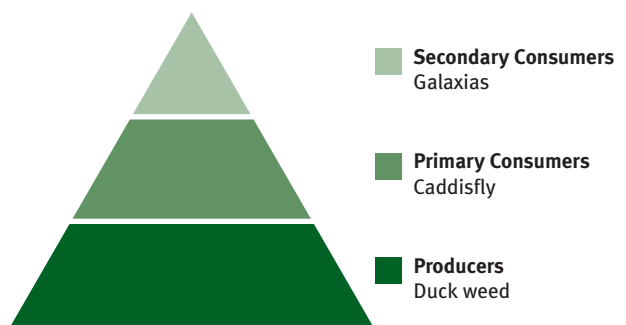 Secondary Consumers
Galaxias
Primary Consumers
Caddisfly
Producers
Duck weed